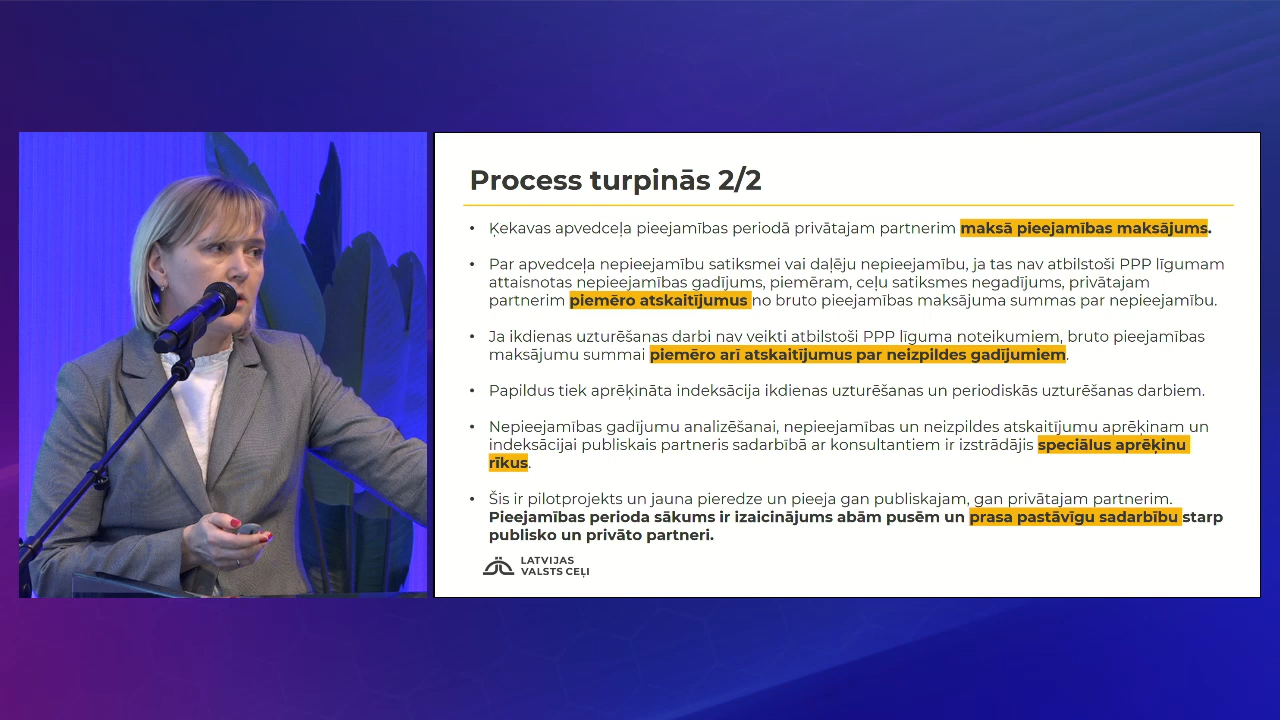 Process turpinās 2/2
• Ķekavas apvedceļa pieejamības periodā privātajam partnerim maksā pieejamības maksājums.
• Par apvedceļa nepieejamību satiksmei vai daļēju nepieejamību, ja tas nav atbilstoši PPP līgumam
attaisnotas nepieejamības gadījums, piemēram, ceļu satiksmes negadījums, privātajam
partnerim piemēro atskaitījumus no bruto pieejamības maksājuma summas par nepieejamību.
• Ja ikdienas uzturēšanas darbi nav veikti atbilstoši PPP līguma noteikumiem, bruto pieejamības
maksājumu summai piemēro arī atskaitījumus par neizpildes gadījumiem.
• Papildus tiek aprēķināta indeksācija ikdienas uzturēšanas un periodiskās uzturēšanas darbiem.
• Nepieejamības gadījumu analizēšanai, nepieejamības un neizpildes atskaitījumu aprēķinam un
indeksācijai publiskais partneris sadarbībā ar konsultantiem ir izstrādājis speciālus aprēķinu
rīkus.
• Šis ir pilotprojekts un jauna pieredze un pieeja gan publiskajam, gan privātajam partnerim.
Pieejamības perioda sākums ir izaicinājums abām pusēm un prasa pastāvīgu sadarbību starp
publisko un privāto partneri.
LATVIJAS
VALSTS CEĻI